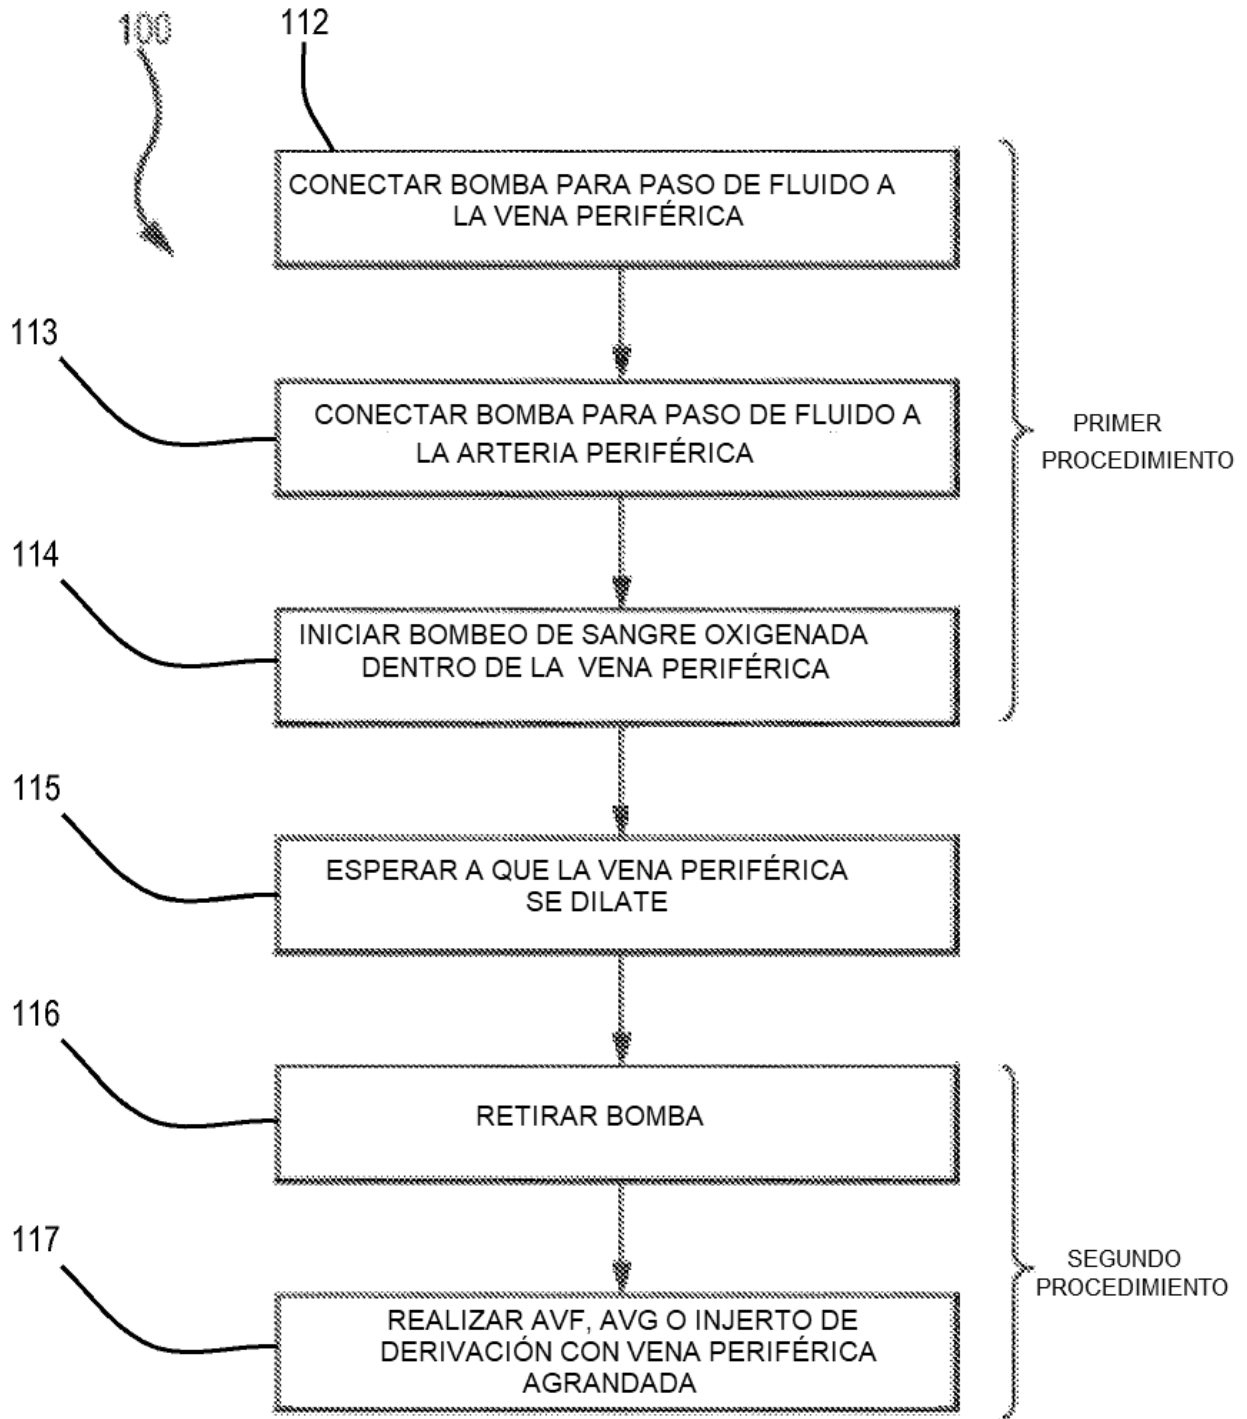 100
112
CONECTAR BOMBA PARA PASO DE FLUIDO A
LA VENA PERIFÉRICA
113
CONECTAR BOMBA PARA PASO DE FLUIDO A
LA ARTERIA PERIFÉRICA
PRIMER
PROCEDIMIENTO
114
INICIAR BOMBEO DE SANGRE OXIGENADA
DENTRO DE LA VENA PERIFÉRICA
115
ESPERAR A QUE LA VENA PERIFÉRICA
SE DILATE
116
RETIRAR BOMBA
117
SEGUNDO
PROCEDIMIENTO
REALIZAR AVF, AVG O INJERTO DE
DERIVACIÓN CON VENA PERIFÉRICA
AGRANDADA